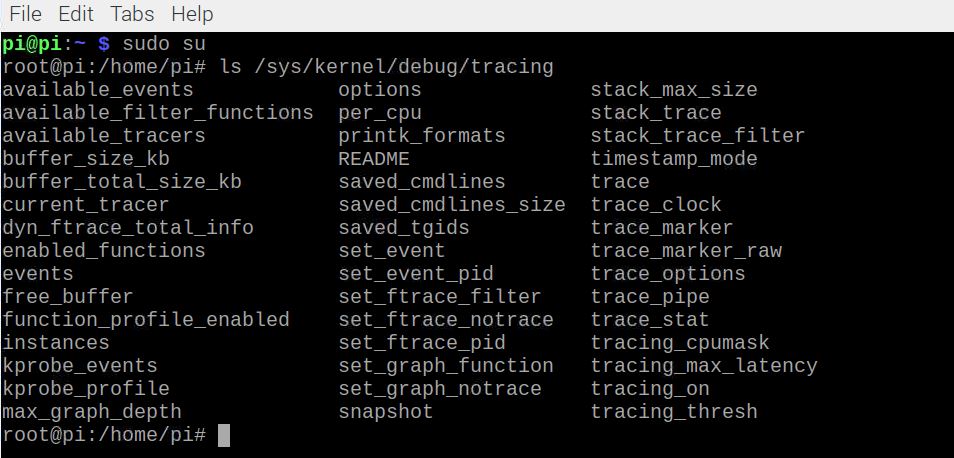 File Edit Tabs Help
pi@pi:~ $ sudo su
root@pi:/home/pi# ls /sys/kernel/debug/tracing
available_events options stack_max_size
available_filter_functions per_cpu stack_trace
available_tracers printk_formats stack_trace_filter
buffer_size_kb README timestamp_mode
buffer_total_size_kb saved_cmdlines trace
current_tracer saved_cmdlines_size trace_clock
dyn_ftrace_total_info saved_tgids trace_marker
enabled_functions set_event trace_marker_raw
events set_event_pid trace_options
free_buffer set_ftrace_filter trace_pipe
function_profile_enabled set_ftrace_notrace trace_stat
instances set_ftrace_pid tracing_cpumask
kprobe_events set_graph_function tracing_max_latency
kprobe_profile set_graph_notrace tracing_on
max_graph_depth snapshot tracing_thresh
root@pi:/home/pi#